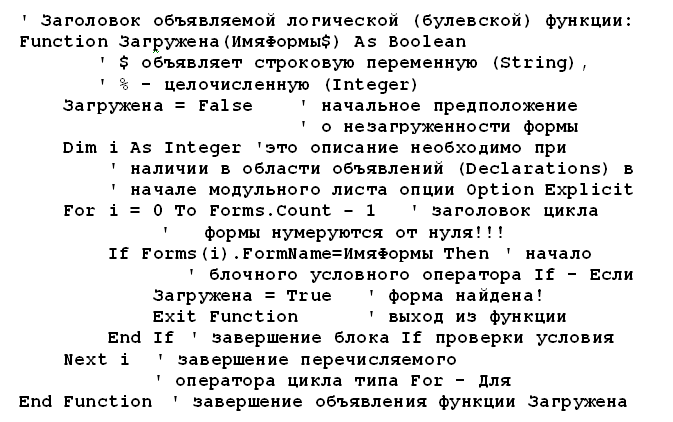 ' Заголовок объявляемой логической (булевской) функции:
Function Загружена(ИмяФормы$) As Boolean
' $ объявляет строковую переменную (String),
' % - целочисленную (Integer)
Загружена = False ' начальное предположение
' о незагруженности формы
Dim i As Integer 'это описание необходимо при
' наличии в области объявлений (Declarations) в
' начале модульного листа опции Option Explicit
For i = 0 To Forms.Count - 1 ' заголовок цикла
' формы нумеруются от нуля!!!
If Forms(i).FormName=ИмяФормы Then ' начало
' блочного условного оператора If - Если
Загружена = True ' форма найдена!
Exit Function ' выход из функции
End If ' завершение блока If проверки условия
Next i ' завершение перечисляемого
' оператора цикла типа For - Для
End Function ' завершение объявления функции Загружена